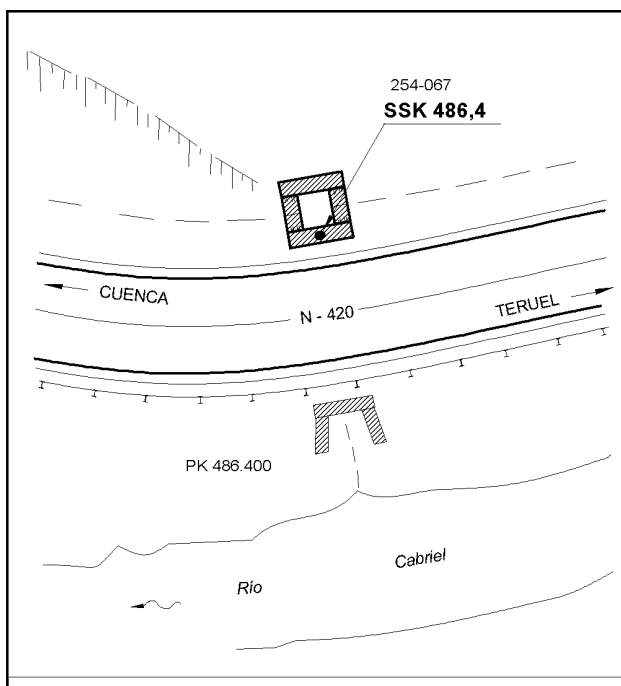 254-067
SSK 486,4
CUENCA
N - 420
TERUEL
PK 486.400
Rio
Cabriel